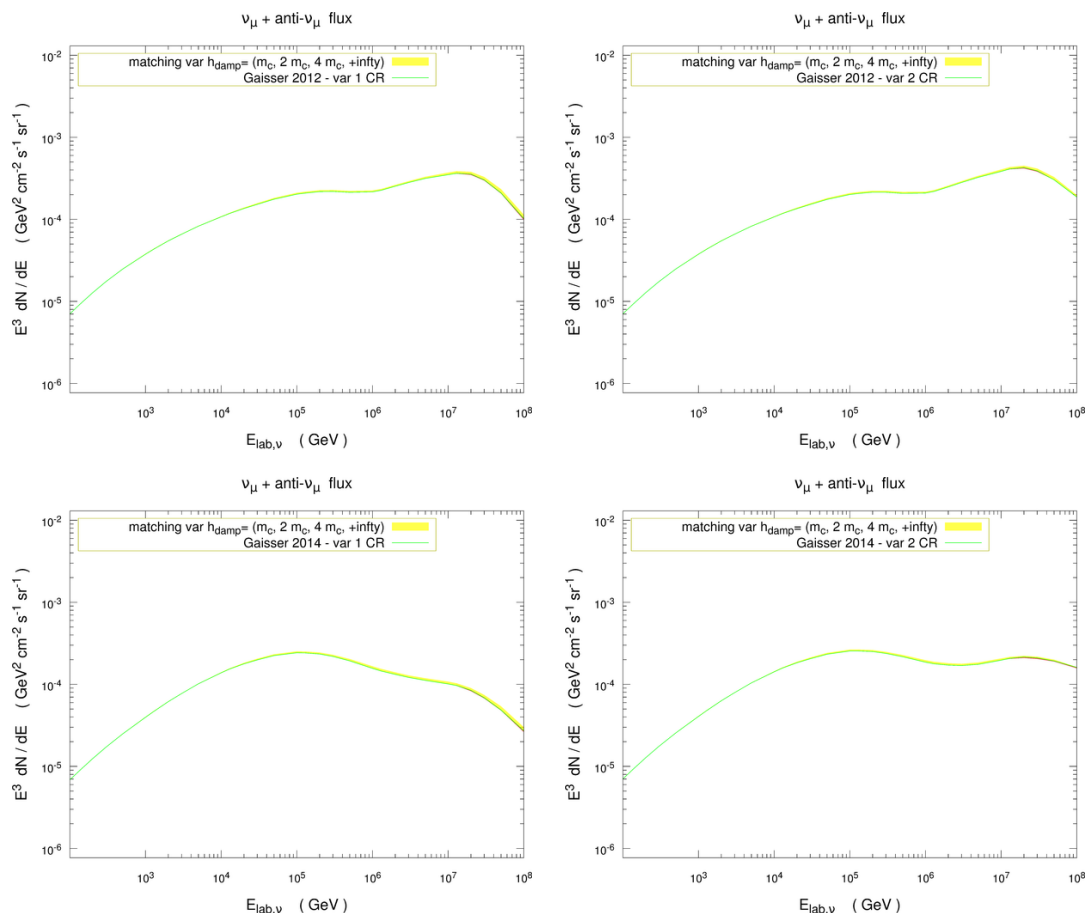 ν_μ + anti-ν_μ flux
matching var h_damp= (m_c, 2 m_c, 4 m_c, +infty)
Gaisser 2012 - var 1 CR
E^3 dN / dE ( GeV^2 cm^-2 s^-1 sr^-1 )
10^-2
10^-3
10^-4
10^-5
10^-6
10^3 10^4 10^5 10^6 10^7 10^8
E_lab,ν ( GeV )
ν_μ + anti-ν_μ flux
matching var h_damp= (m_c, 2 m_c, 4 m_c, +infty)
Gaisser 2012 - var 2 CR
E^3 dN / dE ( GeV^2 cm^-2 s^-1 sr^-1 )
10^-2
10^-3
10^-4
10^-5
10^-6
10^3 10^4 10^5 10^6 10^7 10^8
E_lab,ν ( GeV )
ν_μ + anti-ν_μ flux
matching var h_damp= (m_c, 2 m_c, 4 m_c, +infty)
Gaisser 2014 - var 1 CR
E^3 dN / dE ( GeV^2 cm^-2 s^-1 sr^-1 )
10^-2
10^-3
10^-4
10^-5
10^-6
10^3 10^4 10^5 10^6 10^7 10^8
E_lab,ν ( GeV )
ν_μ + anti-ν_μ flux
matching var h_damp= (m_c, 2 m_c, 4 m_c, +infty)
Gaisser 2014 - var 2 CR
E^3 dN / dE ( GeV^2 cm^-2 s^-1 sr^-1 )
10^-2
10^-3
10^-4
10^-5
10^-6
10^3 10^4 10^5 10^6 10^7 10^8
E_lab,ν ( GeV )